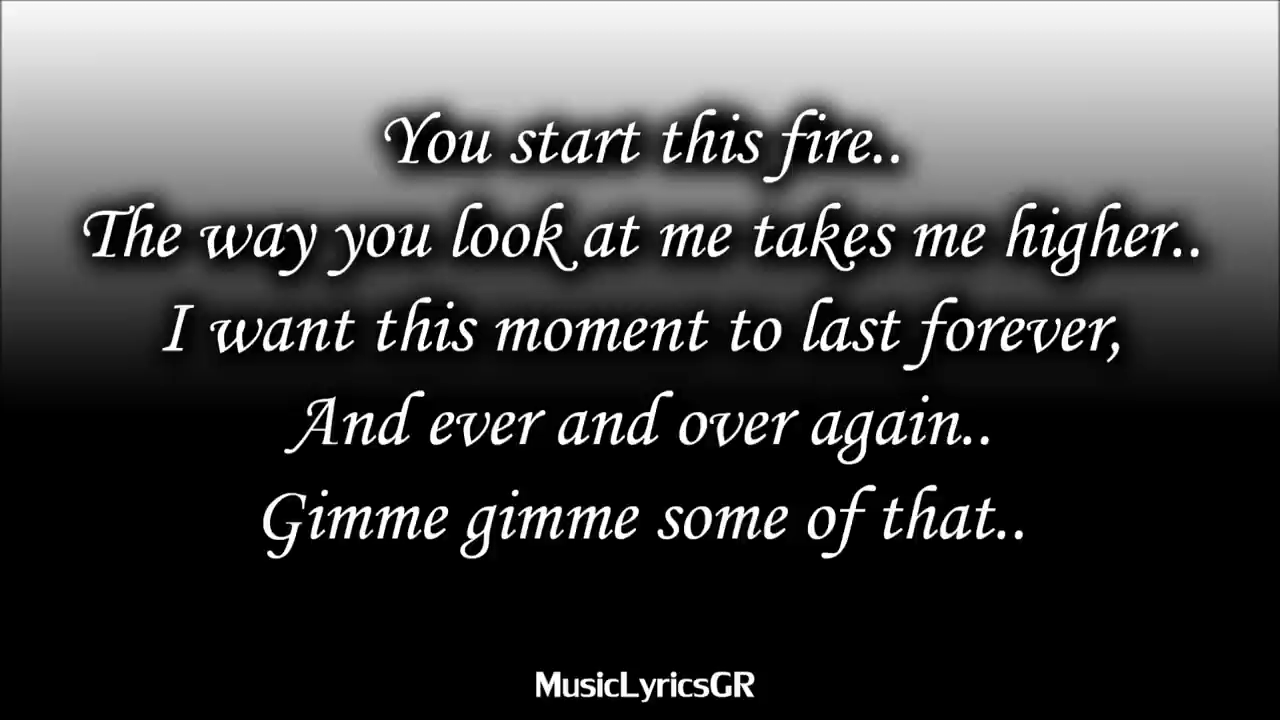 You start this fire..
The way you look at me takes me higher..
I want this moment to last forever,
And ever and over again..
Gimme gimme some of that..
MusicLyricsGR